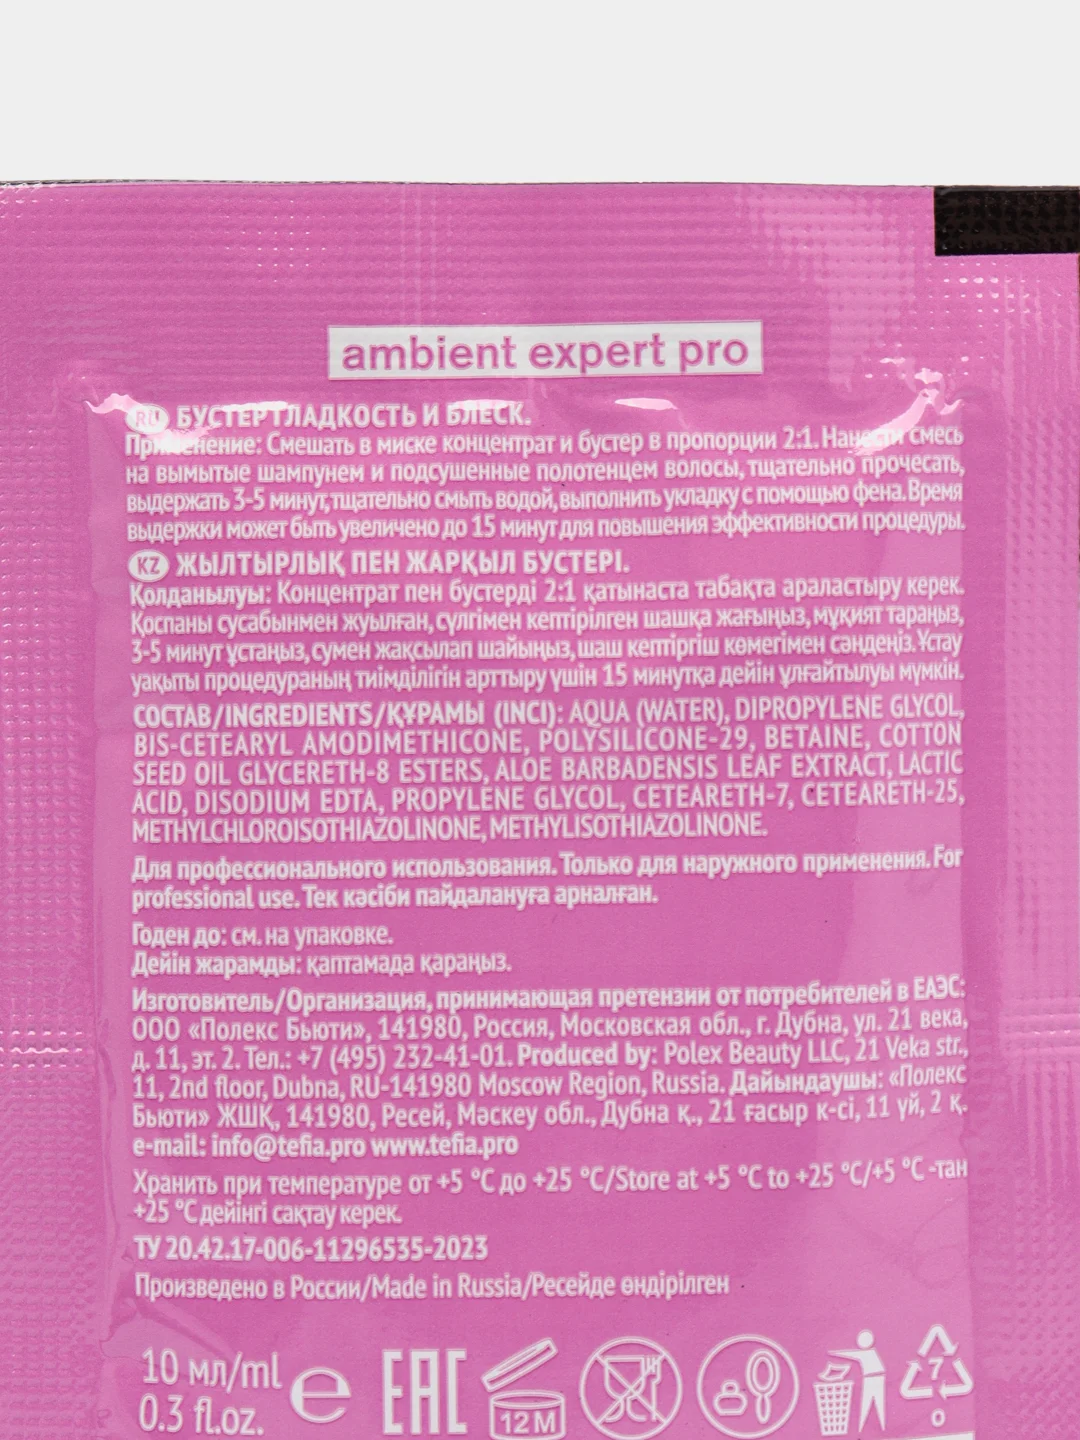 ambient expert pro
RU БУСТЕР ГЛАДКОСТЬ И БЛЕСК.
Применение: Смешать в миске концентрат и бустер в пропорции 2:1. Нанести смесь
на вымытые шампунем и подсушенные полотенцем волосы, тщательно прочесать,
выдержать 3-5 минут, тщательно смыть водой, выполнить укладку с помощью фена. Время
выдержки может быть увеличено до 15 минут для повышения эффективности процедуры.
KZ ЖЫЛТЫРЛЫҚ ПЕН ЖАРҚЫЛ БУСТЕРІ.
Қолданылуы: Концентрат пен бустерді 2:1 қатынаста табақта араластыру керек.
Қоспаны сусабынмен жуылған, сүлгімен кептірілген шашқа жағыңыз, мұқият тараңыз,
3-5 минут ұстаңыз, сумен жақсылап шайыңыз, шаш кептіргіш көмегімен сәндеңіз. Ұстау
уақыты процедураның тиімділігін арттыру үшін 15 минутқа дейін ұлғайтылуы мүмкін.
СОСТАВ/INGREDIENTS/ҚҰРАМЫ (INCI): AQUA (WATER), DIPROPYLENE GLYCOL,
BIS-CETEARYL AMODIMETHICONE, POLYSILICONE-29, BETAINE, COTTON
SEED OIL GLYCERETH-8 ESTERS, ALOE BARBADENSIS LEAF EXTRACT, LACTIC
ACID, DISODIUM EDTA, PROPYLENE GLYCOL, CETEARETH-7, CETEARETH-25,
METHYLCHLOROISOTHIAZOLINONE, METHYLISOTHIAZOLINONE.
Для профессионального использования. Только для наружного применения. For
professional use. Тек кәсіби пайдалануға арналған.
Годен до: см. на упаковке.
Дейін жарамды: қаптамада қараңыз.
Изготовитель/Организация, принимающая претензии от потребителей в ЕАЭС:
ООО «Полекс Бьюти», 141980, Россия, Московская обл., г. Дубна, ул. 21 века,
д. 11, эт. 2. Тел.: +7 (495) 232-41-01. Produced by: Polex Beauty LLC, 21 Veka str.,
11, 2nd floor, Dubna, RU-141980 Moscow Region, Russia. Дайындаушы: «Полекс
Бьюти» ЖШҚ, 141980, Ресей, Мәскеу обл., Дубна қ., 21 ғасыр к-сі, 11 үй, 2 қ.
e-mail: info@tefia.pro www.tefia.pro
Хранить при температуре от +5 °C до +25 °C/Store at +5 °C to +25 °C/+5 °C -тан
+25 °C дейінгі сақтау керек.
ТУ 20.42.17-006-11296535-2023
Произведено в России/Made in Russia/Ресейде өндірілген
10 мл/ml
0.3 fl.oz.
e
EAC
12 M
7
O